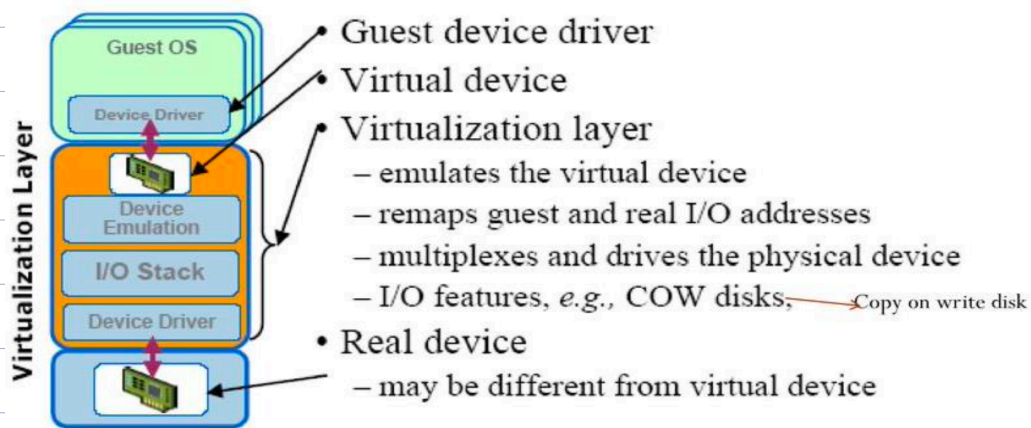 Virtualization Layer
Guest OS
Device Driver
Device
Emulation
I/O Stack
Device Driver
• Guest device driver
• Virtual device
• Virtualization layer
– emulates the virtual device
– remaps guest and real I/O addresses
– multiplexes and drives the physical device
– I/O features, e.g., COW disks, Copy on write disk
• Real device
– may be different from virtual device